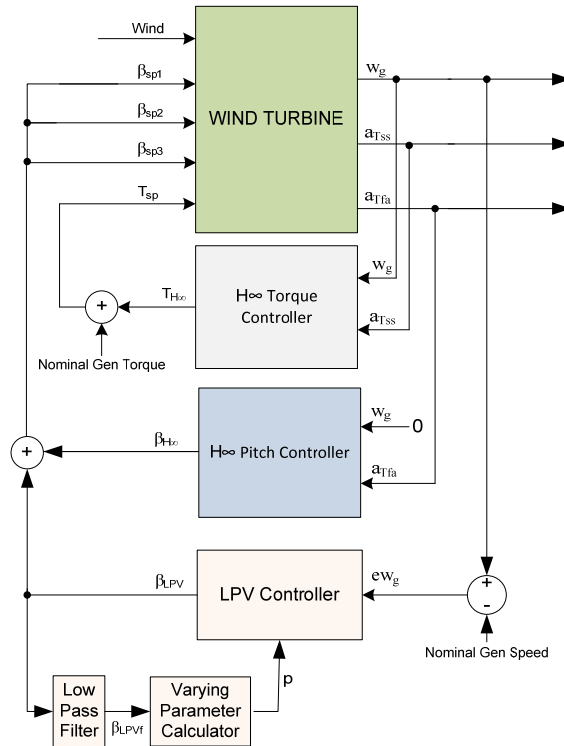 Wind
βsp1
βsp2
βsp3
Tsp
WIND TURBINE
wg
aTss
aTfa
wg
aTss
H∞ Torque
Controller
TH∞
+
Nominal Gen Torque
H∞ Pitch Controller
wg
0
aTfa
βH∞
+
LPV Controller
βLPV
ewg
+
-
Nominal Gen Speed
p
Low
Pass
Filter
βLPVf
Varying
Parameter
Calculator